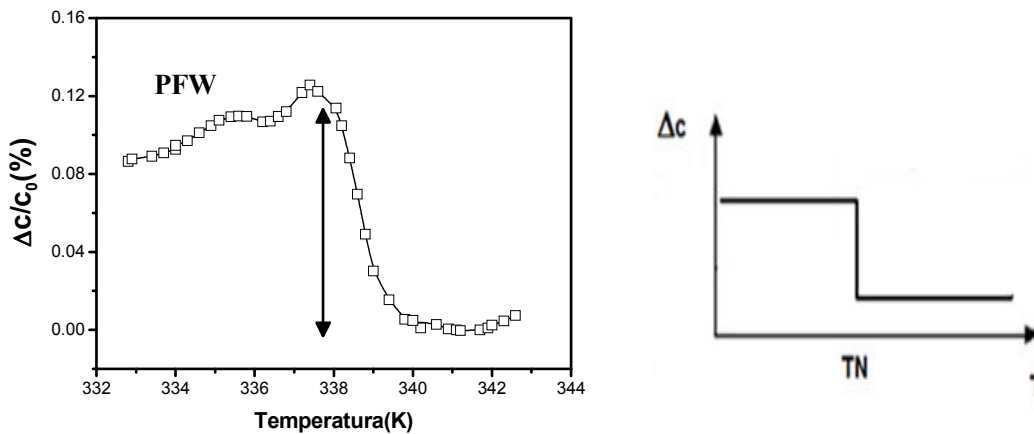 0.16
PFW
0.12
0.08
0.04
0.00
Δc/c₀(%)
332 334 336 338 340 342 344
Temperatura(K)
Δc
TN